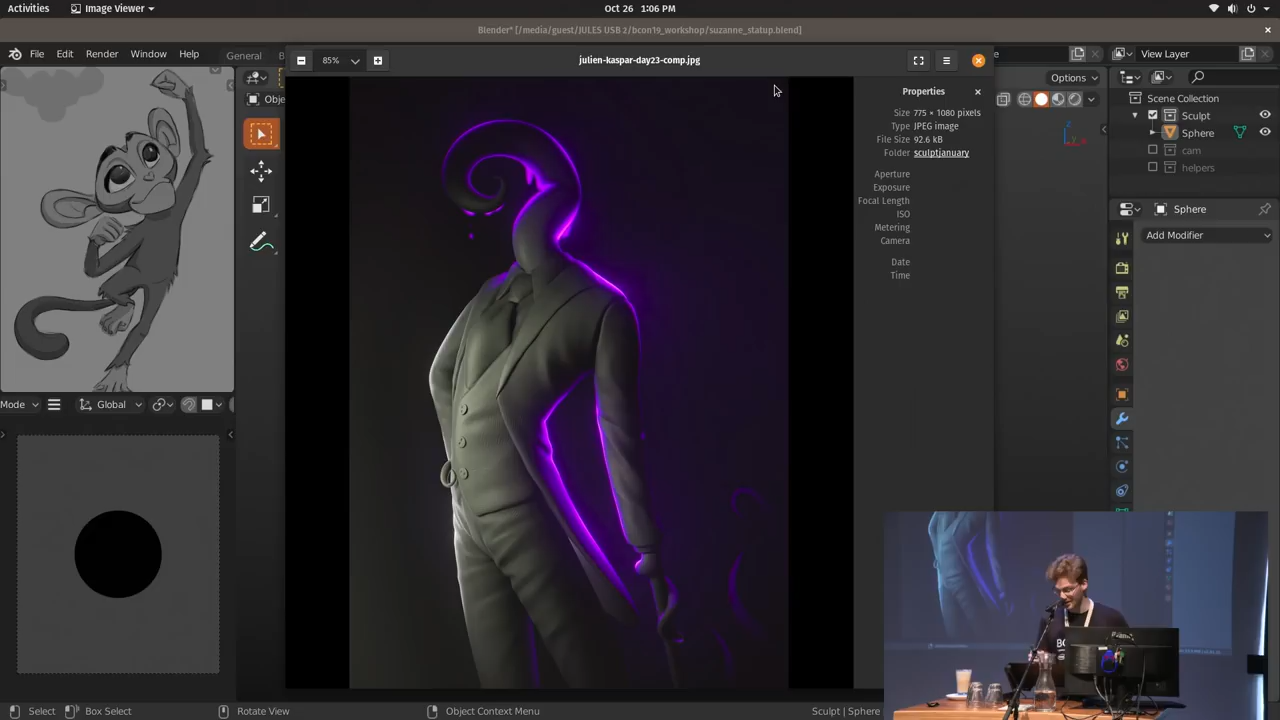 Activities
Image Viewer
Oct 26 1:06 PM
Blender* [/media/guest/JULES USB 2/bcon19_workshop/suzanne_statup.blend]
File Edit Render Window Help
General
View Layer
85%
julien-kaspar-day23-comp.jpg
Options
Obje
Properties
Size 775 × 1080 pixels
Type JPEG image
File Size 92.6 kB
Folder sculptjanuary
Aperture
Exposure
Focal Length
ISO
Metering
Camera
Date
Time
Scene Collection
Sculpt
Sphere
cam
helpers
Sphere
Add Modifier
Mode
Global
Select
Box Select
Rotate View
Object Context Menu
Sculpt | Sphere